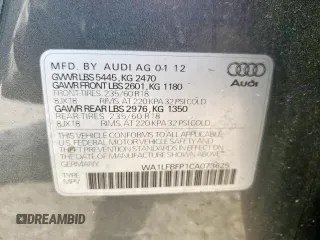 MFD. BY AUDI AG 01 12
GVWR LBS 5445, KG 2470
GAWR FRONT LBS 2601, KG 1180
FRONT TIRES: 235/60 R18
8JX18 RIMS AT 220 KPA 32 PSI COLD
GAWR REAR LBS 2976, KG 1350
REAR TIRES: 235/60 R18
8JX18 RIMS AT 220 KPA 32 PSI COLD
THIS VEHICLE CONFORMS TO ALL APPLICABLE
U.S. FEDERAL MOTOR VEHICLE SAFETY AND
THEFT PREVENTION STANDARDS IN EFFECT ON THE
DATE OF MANUFACTURE SHOWN ABOVE.
GERMANY
TYPE:
MPV
Audi
DREAMBID